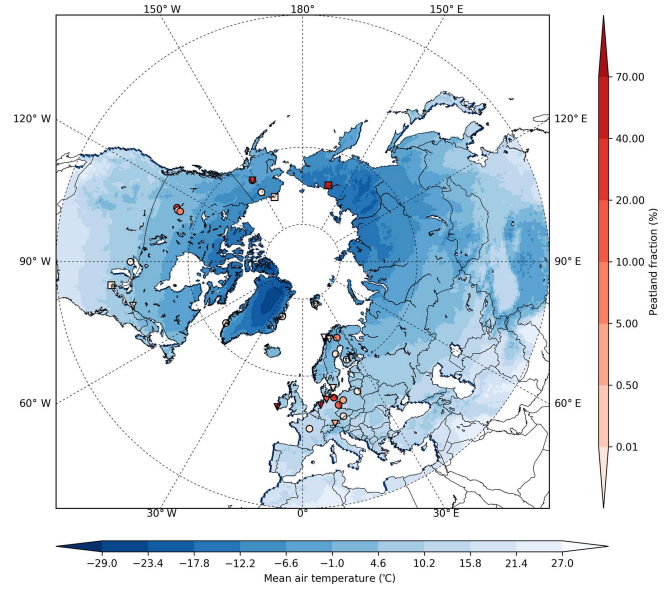 150° W 180° 150° E
120° W 120° E
90° W 90° E
60° W 60° E
30° W 0° 30° E
70.00
40.00
20.00
10.00
5.00
0.50
0.01
Peatland fraction (%)
−29.0 −23.4 −17.8 −12.2 −6.6 −1.0 4.6 10.2 15.8 21.4 27.0
Mean air temperature (℃)